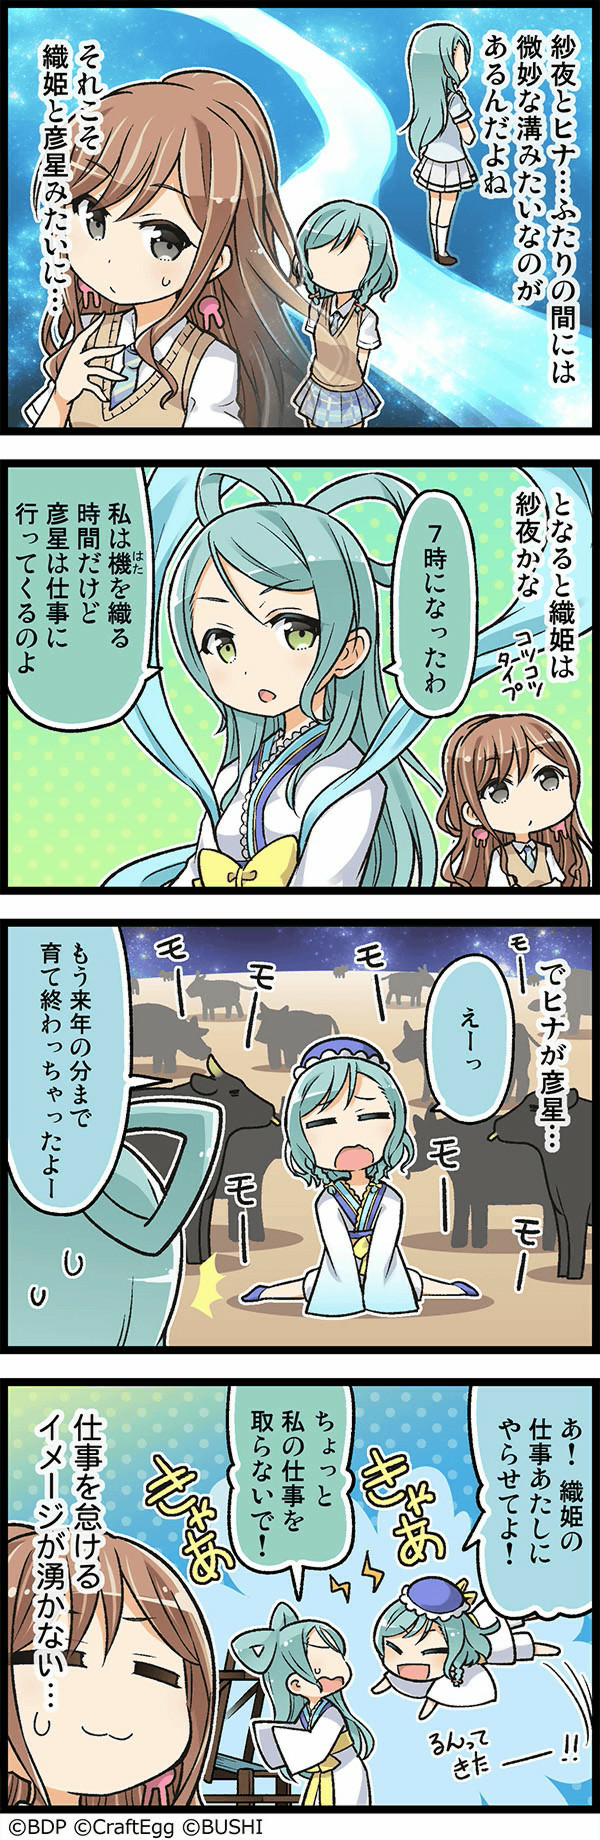 紗夜とヒナ…ふたりの間には
微妙な溝みたいなのが
あるんだよね
それこそ
織姫と彦星みたいに…
となると織姫は
紗夜かな
コツコツ
タイプ
7時になったわ
私は機を織る
はた
時間だけど
彦星は仕事に
行ってくるのよ
でヒナが彦星…
えーっ
モー
モー
モー
モー
モー
モー
もう来年の分まで
育て終わっちゃったよー
あ！織姫の
仕事あたしに
やらせてよ！
ちょっと
私の仕事を
取らないで！
きゃあ
きゃあ
るんって
きたーー!!
仕事を怠ける
イメージが湧かない…
©BDP ©CraftEgg ©BUSHI